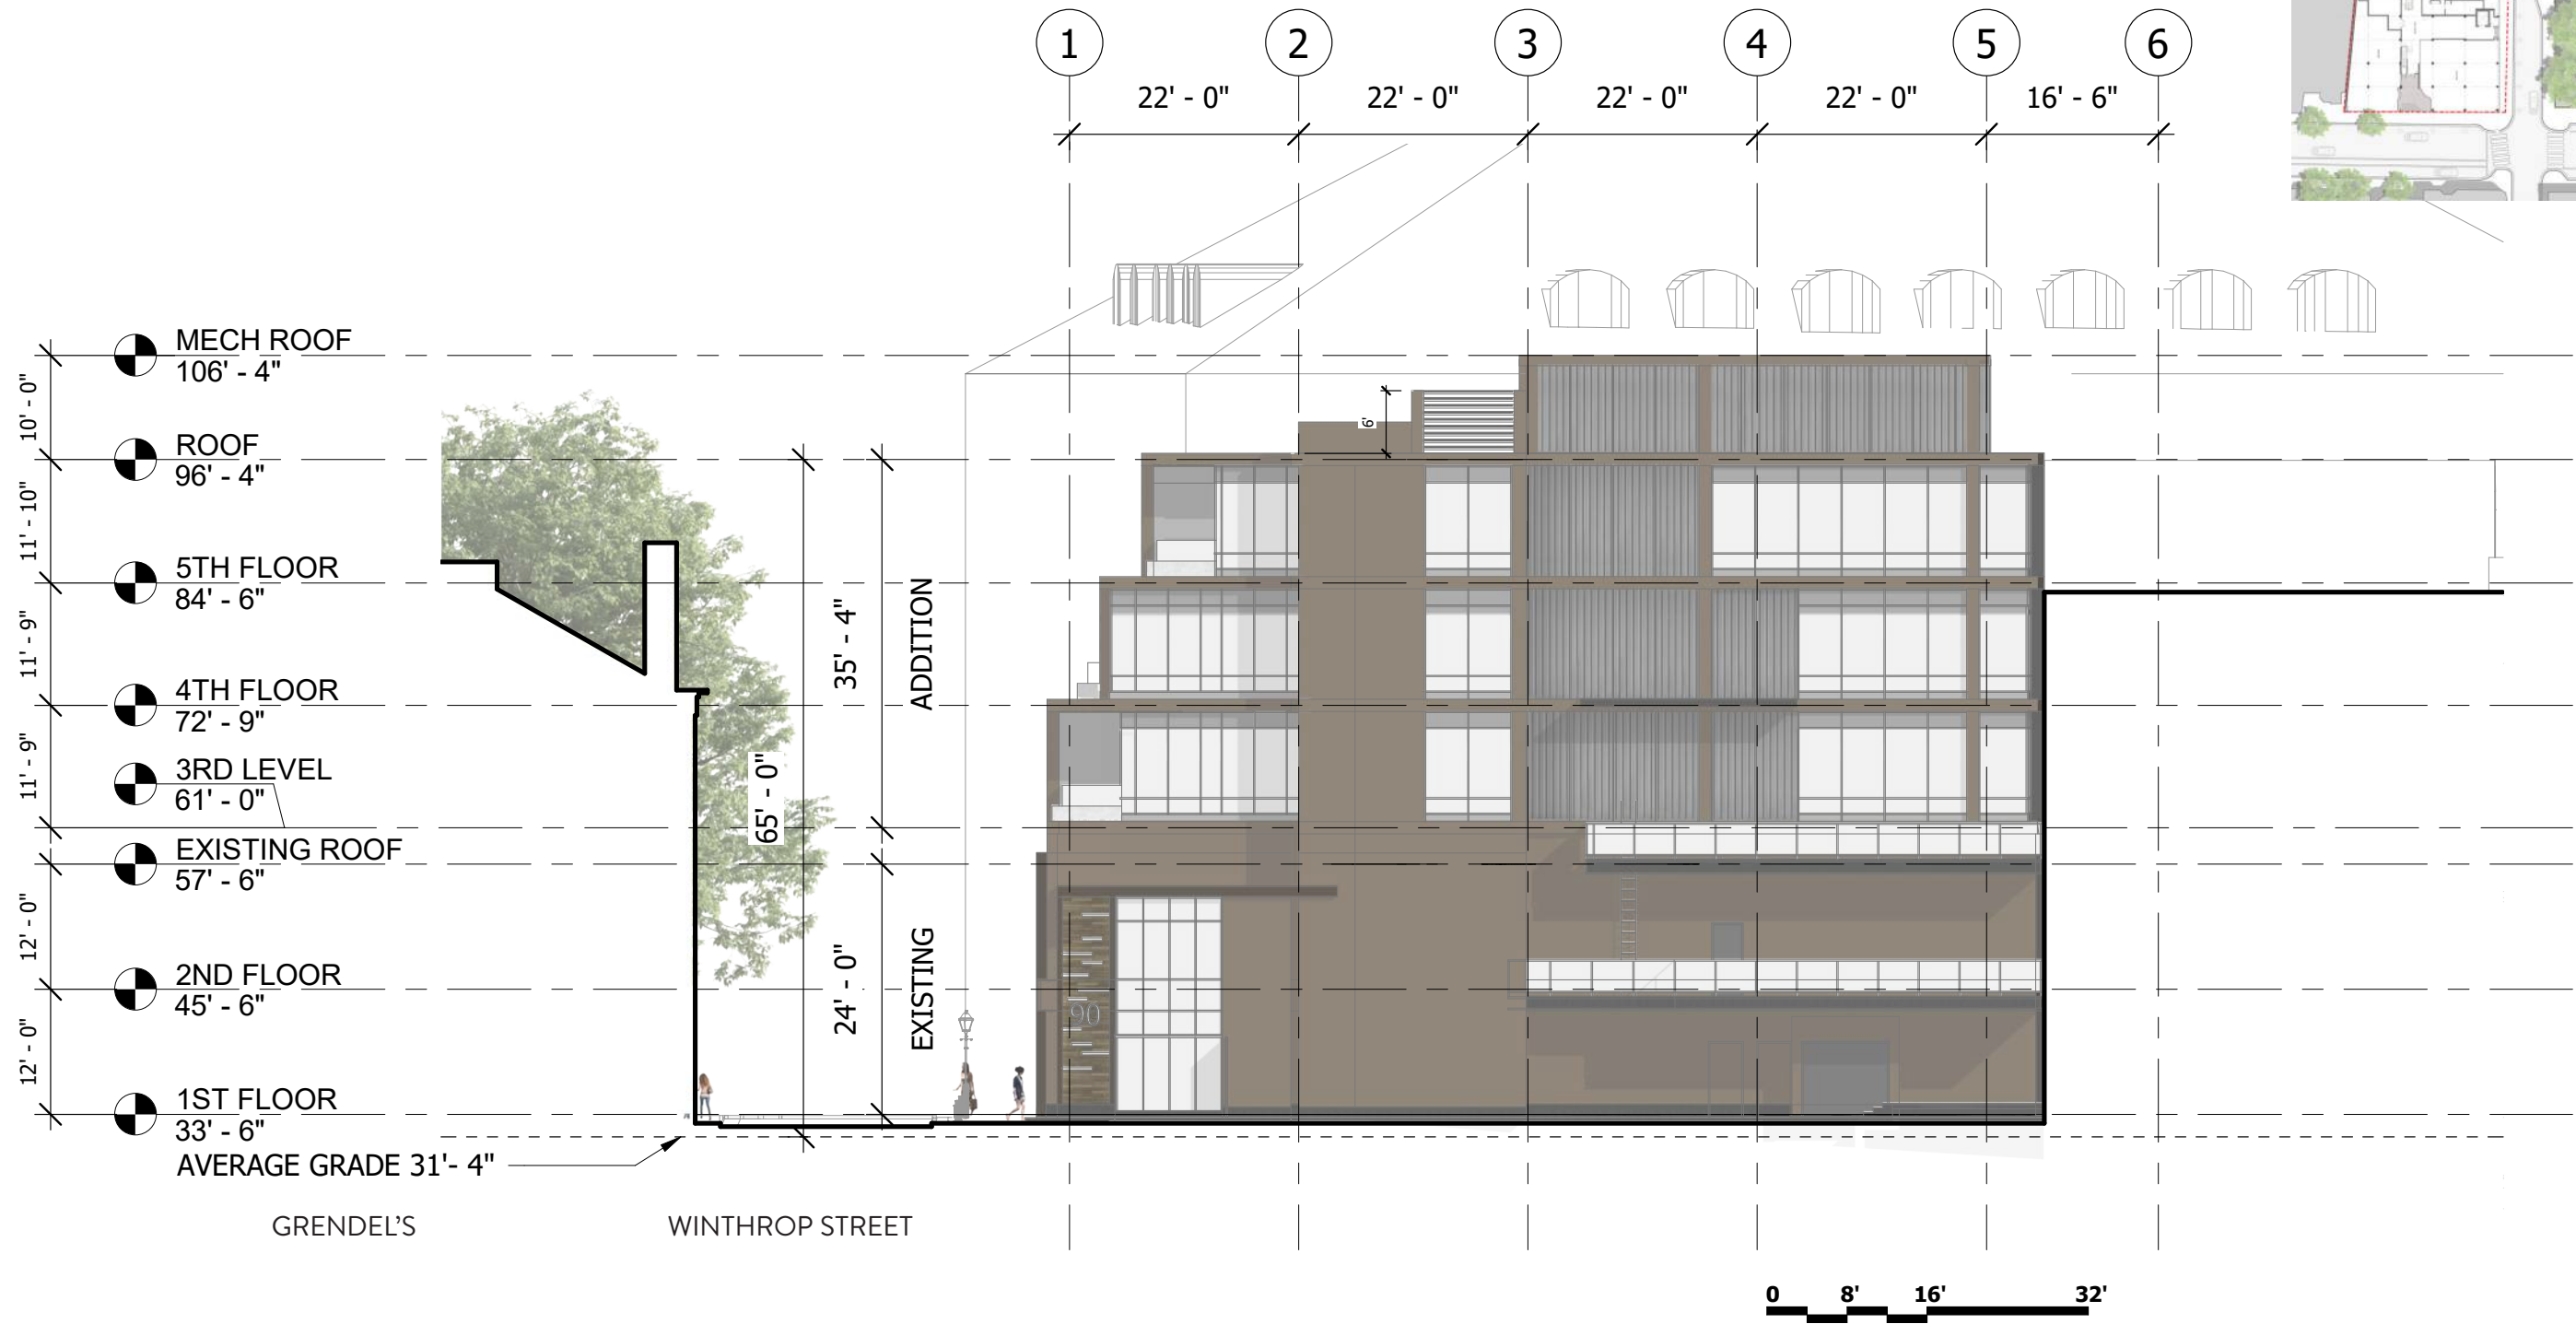 1 2 3 4 5 6
22' - 0" 22' - 0" 22' - 0" 22' - 0" 16' - 6"
MECH ROOF
106' - 4"
10' - 0"
6'
ROOF
96' - 4"
11' - 10"
5TH FLOOR
84' - 6"
11' - 9"
35' - 4"
ADDITION
4TH FLOOR
72' - 9"
11' - 9"
3RD LEVEL
61' - 0"
65' - 0"
EXISTING ROOF
57' - 6"
12' - 0"
24' - 0"
EXISTING
2ND FLOOR
45' - 6"
90
12' - 0"
1ST FLOOR
33' - 6"
AVERAGE GRADE 31'- 4"
GRENDEL'S WINTHROP STREET
0 8' 16' 32'